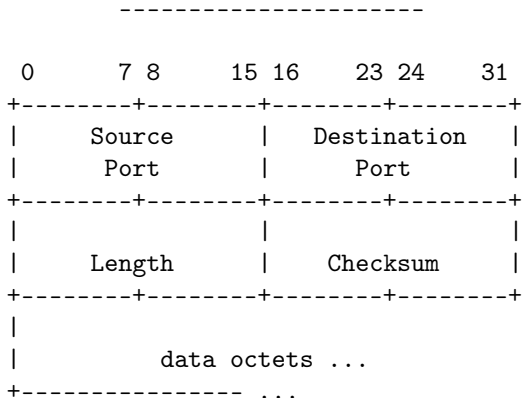 0 7 8 15 16 23 24 31
Source Destination
Port Port
Length Checksum
data octets ...
...